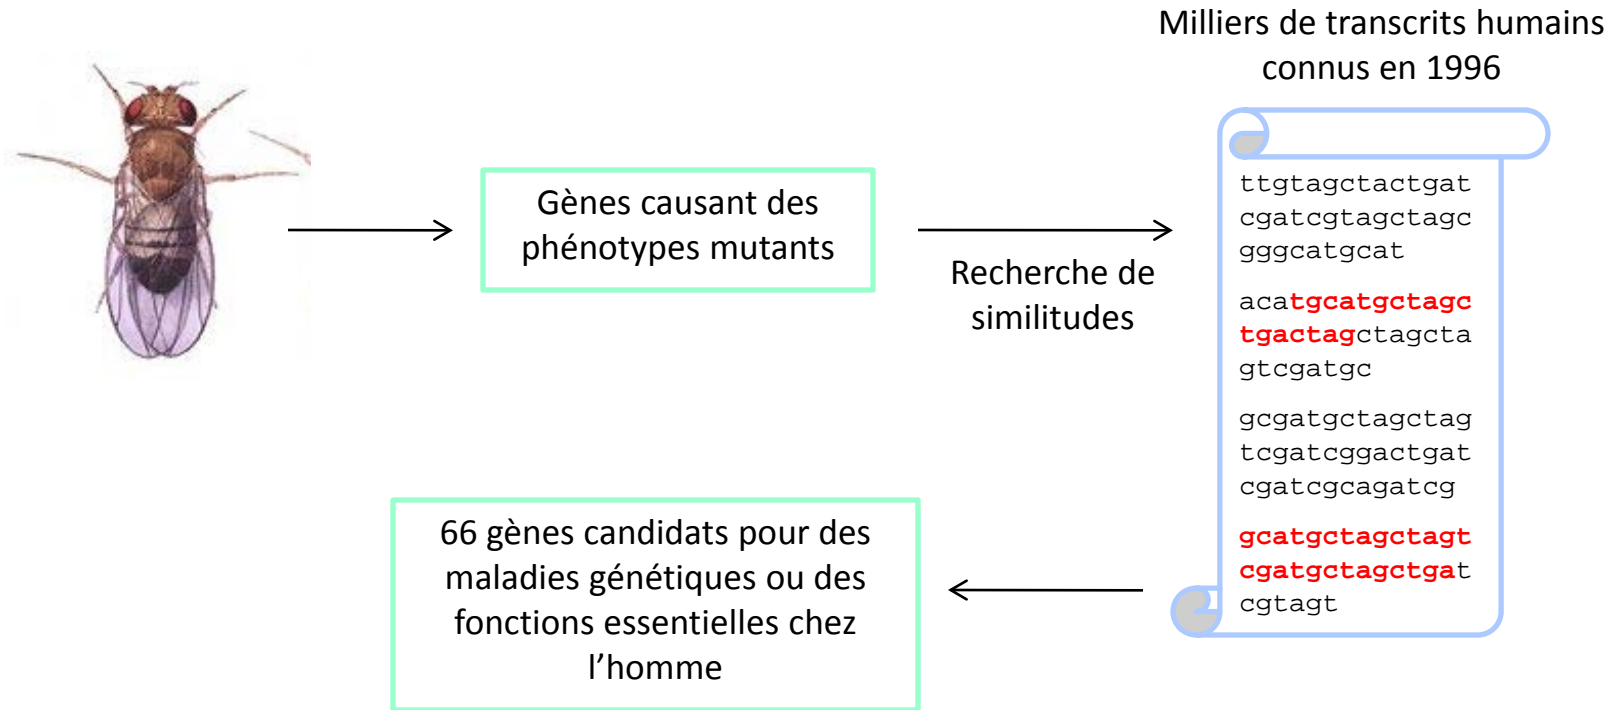 Milliers de transcrits humains
connus en 1996
Gènes causant des
phénotypes mutants
Recherche de
similitudes
ttgtagctactgat
cgatcgtagctagc
gggcatgcat
acatgcatgctagc
tgactagctagcta
gtcgatgc
gcgatgctagctag
tcgatcggactgat
cgatcgcagatcg
gcatgctagctagt
cgatgctagctgat
cgtagt
66 gènes candidats pour des
maladies génétiques ou des
fonctions essentielles chez
l’homme